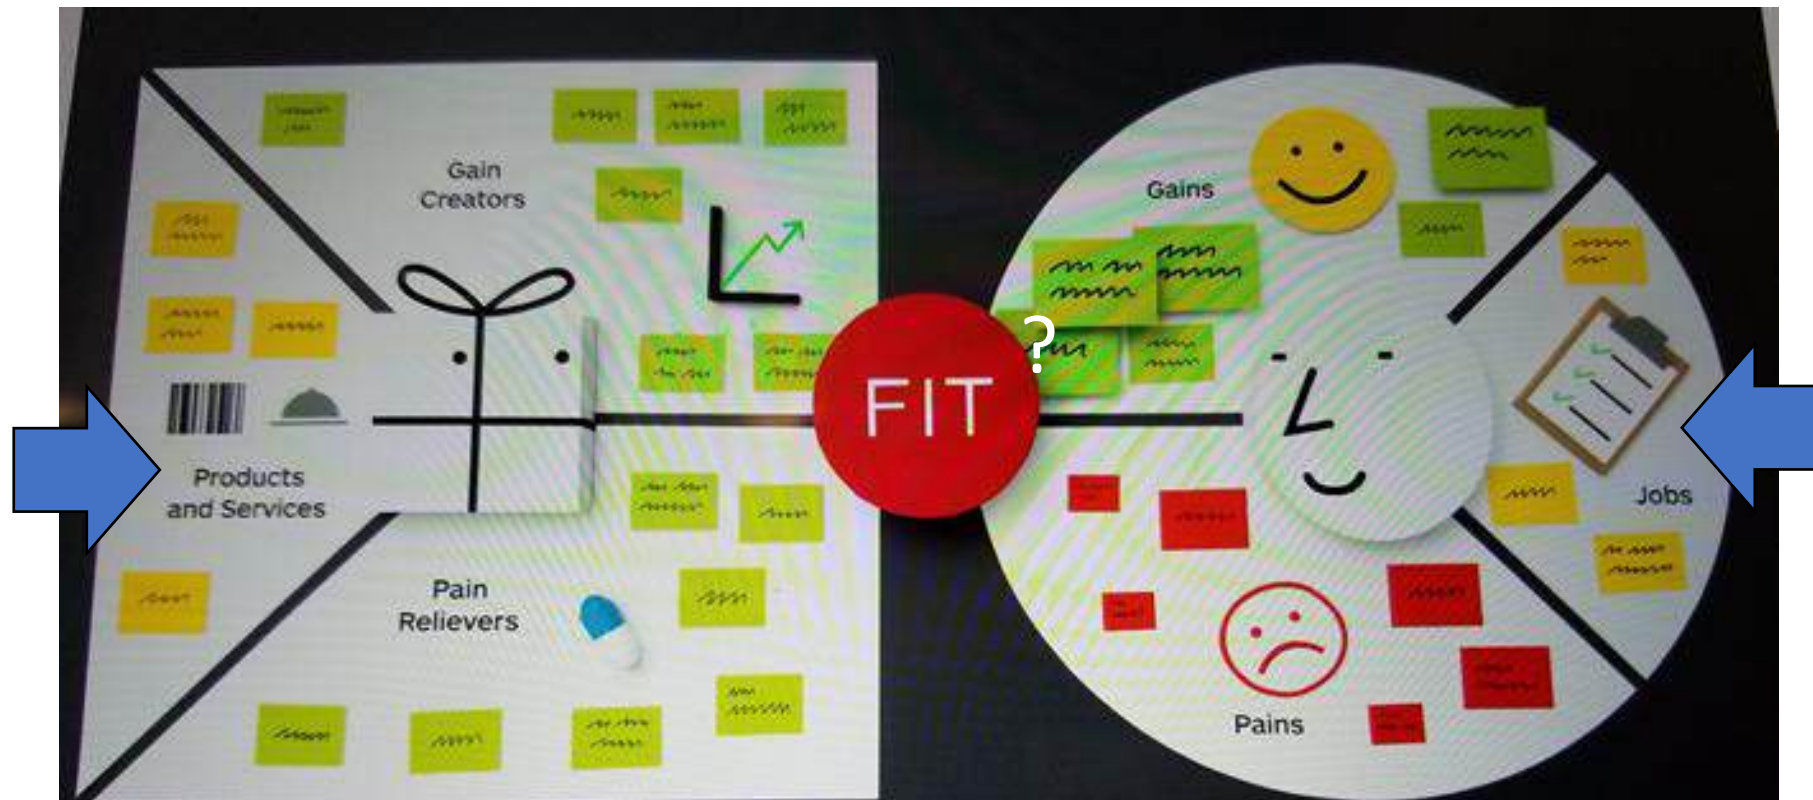 Gain
Creators
Gains
?
FIT
Products
and Services
Jobs
Pain
Relievers
Pains